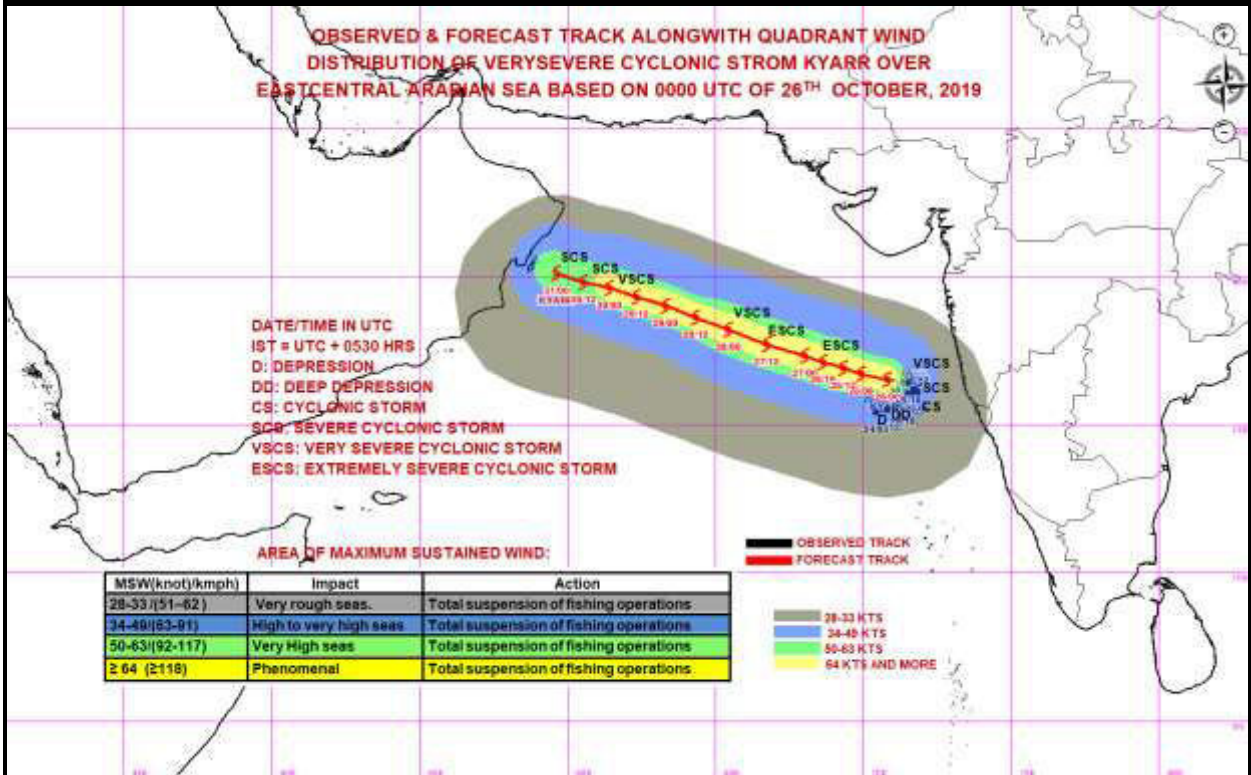 OBSERVED & FORECAST TRACK ALONGWITH QUADRANT WIND
DISTRIBUTION OF VERYSEVERE CYCLONIC STROM KYARR OVER
EASTCENTRAL ARABIAN SEA BASED ON 0000 UTC OF 26TH OCTOBER, 2019
SCS
SCS
VSCS
VSCS
ESCS
ESCS
VSCS
SCS
CS
DD
D
DATE/TIME IN UTC
IST = UTC + 0530 HRS
D: DEPRESSION
DD: DEEP DEPRESSION
CS: CYCLONIC STORM
SCS: SEVERE CYCLONIC STORM
VSCS: VERY SEVERE CYCLONIC STORM
ESCS: EXTREMELY SEVERE CYCLONIC STORM
AREA OF MAXIMUM SUSTAINED WIND:
MSW(knot)/kmph) Impact Action
28-33 /(51–62 ) Very rough seas. Total suspension of fishing operations
34-49/(63-91) High to very high seas Total suspension of fishing operations
50-63/(92-117) Very High seas Total suspension of fishing operations
≥ 64 (≥118) Phenomenal Total suspension of fishing operations
OBSERVED TRACK
FORECAST TRACK
28-33 KTS
34-49 KTS
50-63 KTS
64 KTS AND MORE